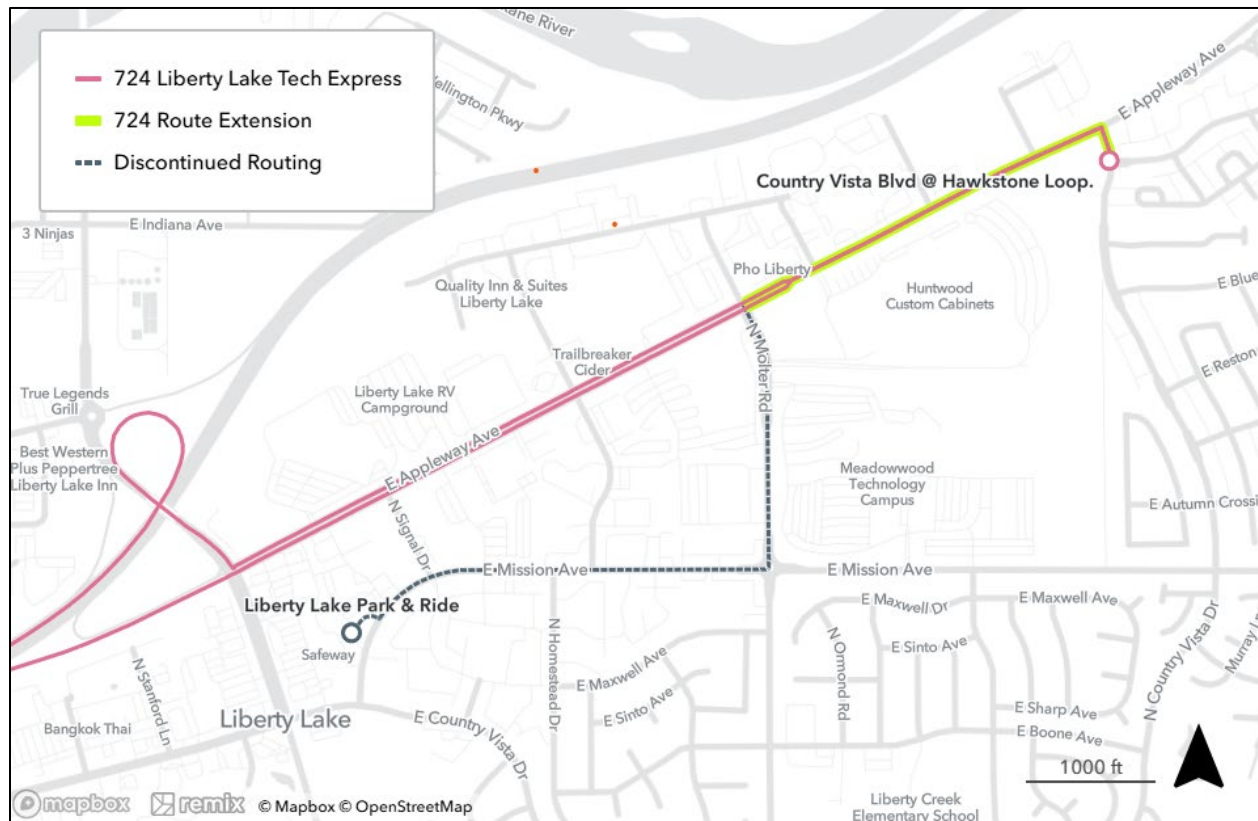 ane River
724 Liberty Lake Tech Express
724 Route Extension
Discontinued Routing
ellington Pkwy
E Appleway Ave
Country Vista Blvd @ Hawkstone Loop.
3 Ninjas
E Indiana Ave
Pho Liberty
Quality Inn & Suites
Liberty Lake
Huntwood
Custom Cabinets
E Blue
N Molter Rd
Trailbreaker
Cider
E Reston
True Legends
Grill
Liberty Lake RV
Campground
E Appleway Ave
Best Western
Plus Peppertree
Liberty Lake Inn
Meadowwood
Technology
Campus
N Signal Dr
E Autumn Crossi
E Mission Ave
E Mission Ave
Liberty Lake Park & Ride
Safeway
E Maxwell Dr
E Maxwell Ave
N Homestead Dr
N Ormond Rd
E Sinto Ave
N Country Vista Dr
N Stanford Ln
E Maxwell Ave
E Sinto Ave
E Sharp Ave
Liberty Lake
E Country Vista Dr
Bangkok Thai
E Boone Ave
1000 ft
mapbox
remix
© Mapbox © OpenStreetMap
Liberty Creek
Elementary School